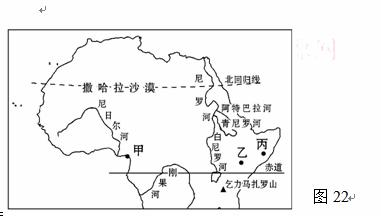 北回归线
撒哈拉沙漠
尼罗河
阿特巴拉河
青尼罗河
尼日尔河
白尼罗河
甲
乙
丙
赤道
刚果河
乞力马扎罗山
图 22